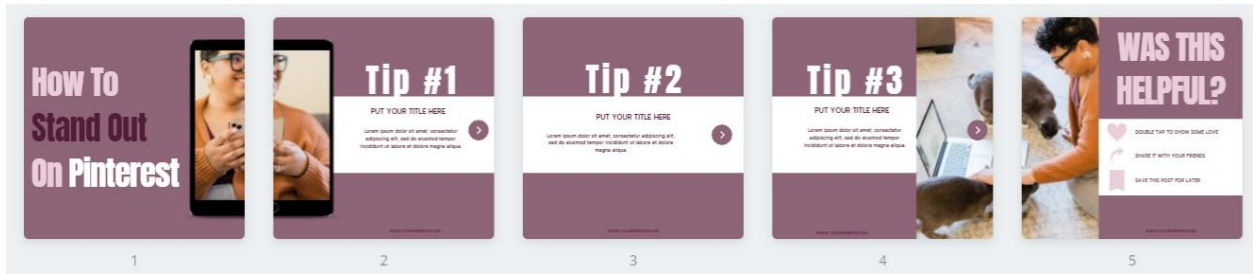 How To
Stand Out
On Pinterest
1
Tip #1
PUT YOUR TITLE HERE
Lorem ipsum dolor sit amet, consectetur
adipiscing elit, sed do eiusmod tempor
incididunt ut labore et dolore magna aliqua.
2
Tip #2
PUT YOUR TITLE HERE
Lorem ipsum dolor sit amet, consectetur adipiscing elit,
sed do eiusmod tempor incididunt ut labore et dolore
magna aliqua.
3
Tip #3
PUT YOUR TITLE HERE
Lorem ipsum dolor sit amet, consectetur
adipiscing elit, sed do eiusmod tempor
incididunt ut labore et dolore magna aliqua.
4
WAS THIS
HELPFUL?
DOUBLE TAP TO SHOW SOME LOVE
SHARE IT WITH YOUR FRIENDS
SAVE THIS POST FOR LATER
5